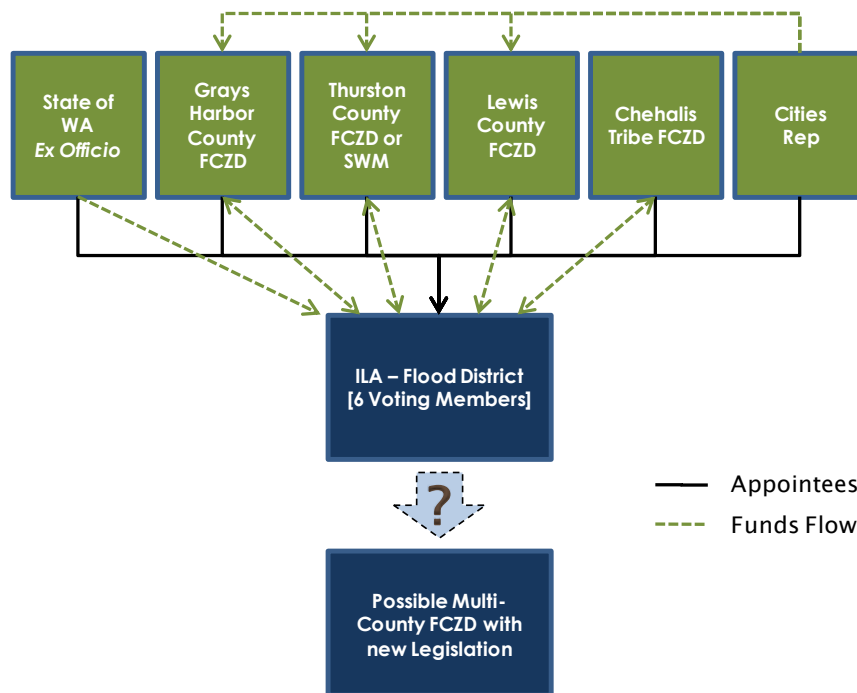 State of
WA
Ex Officio
Grays
Harbor
County
FCZD
Thurston
County
FCZD or
SWM
Lewis
County
FCZD
Chehalis
Tribe FCZD
Cities
Rep
ILA – Flood District
[6 Voting Members]
?
Appointees
Funds Flow
Possible Multi-
County FCZD with
new Legislation